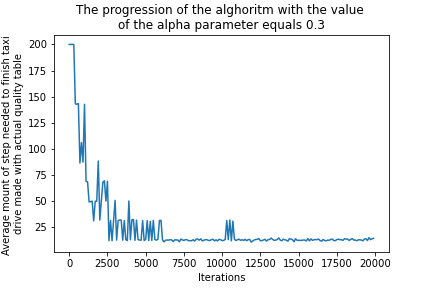 The progression of the alghoritm with the value
of the alpha parameter equals 0.3
Average mount of step needed to finish taxi
drive made with actual quality table
200
175
150
125
100
75
50
25
0 2500 5000 7500 10000 12500 15000 17500 20000
Iterations